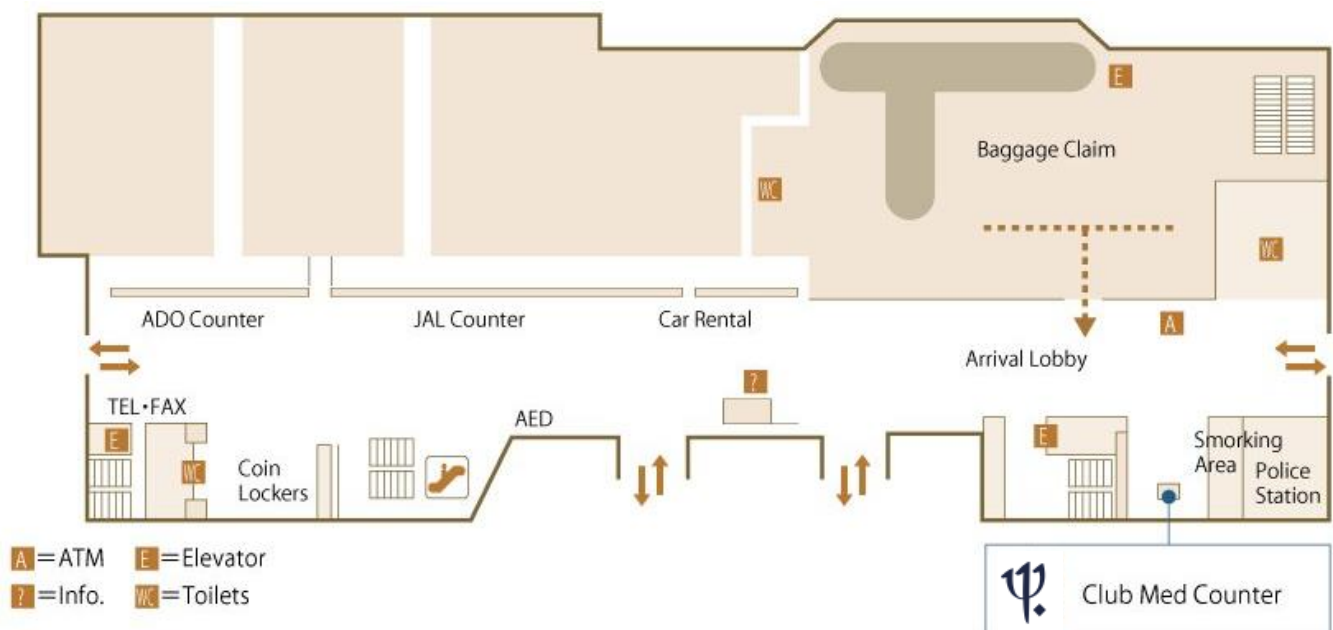 E
Baggage Claim
WC
WC
ADO Counter
JAL Counter
Car Rental
A
Arrival Lobby
?
TEL•FAX
AED
E
E
Smorking
Area
WC
Coin
Lockers
Police
Station
A=ATM
E=Elevator
?=Info.
WC=Toilets
Club Med Counter